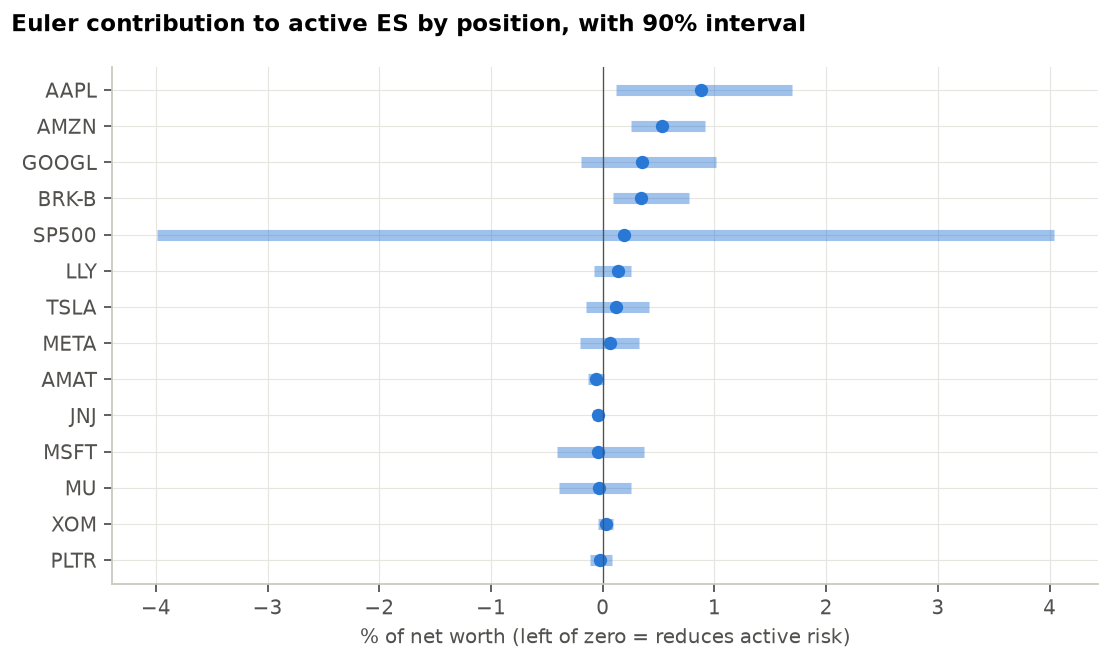 Euler contribution to active ES by position, with 90% interval
AAPL
AMZN
GOOGL
BRK-B
SP500
LLY
TSLA
META
AMAT
JNJ
MSFT
MU
XOM
PLTR
−4 −3 −2 −1 0 1 2 3 4
% of net worth (left of zero = reduces active risk)